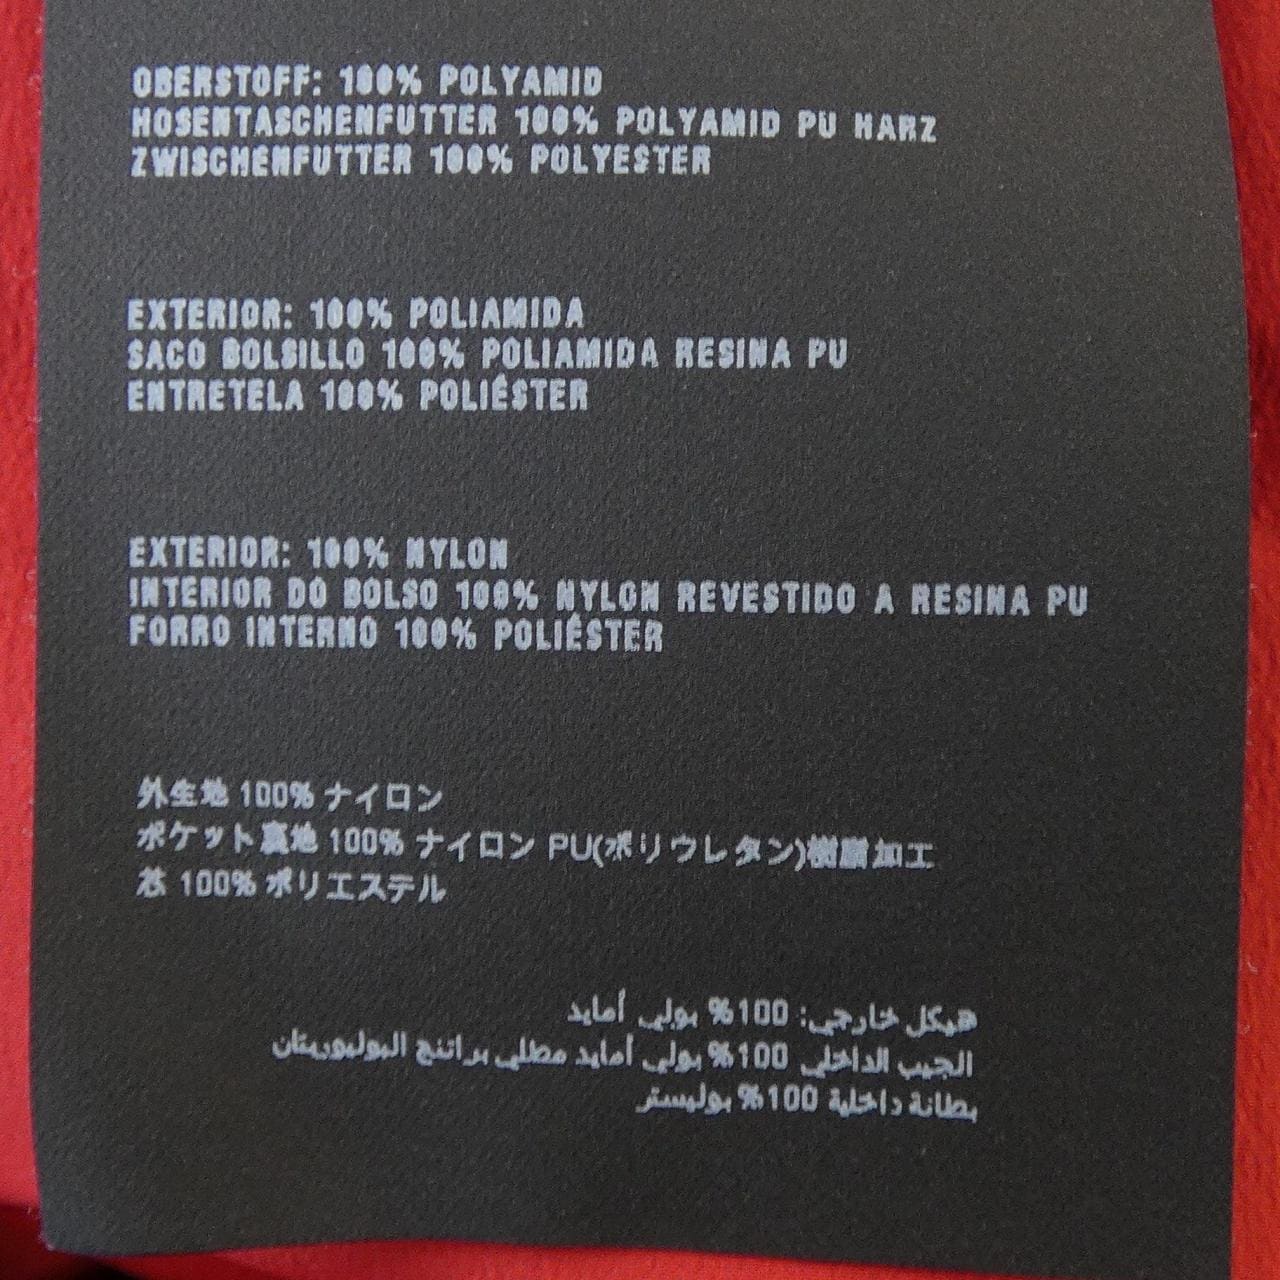 OBERSTOFF: 100% POLYAMID
HOSENTASCHENFUTTER 100% POLYAMID PU HARZ
ZWISCHENFUTTER 100% POLYESTER
EXTERIOR: 100% POLIAMIDA
SACO BOLSILLO 100% POLIAMIDA RESINA PU
ENTRETELA 100% POLIÉSTER
EXTERIOR: 100% NYLON
INTERIOR DO BOLSO 100% NYLON REVESTIDO A RESINA PU
FORRO INTERNO 100% POLIÉSTER
外生地 100% ナイロン
ポケット裏地 100% ナイロン PU(ポリウレタン)樹脂加工
芯 100% ポリエステル
هيكل خارجي: 100% بولي أمايد
الجيب الداخلي 100% بولي أمايد مطلي براتنج البوليوريتان
بطانة داخلية 100% بوليستر